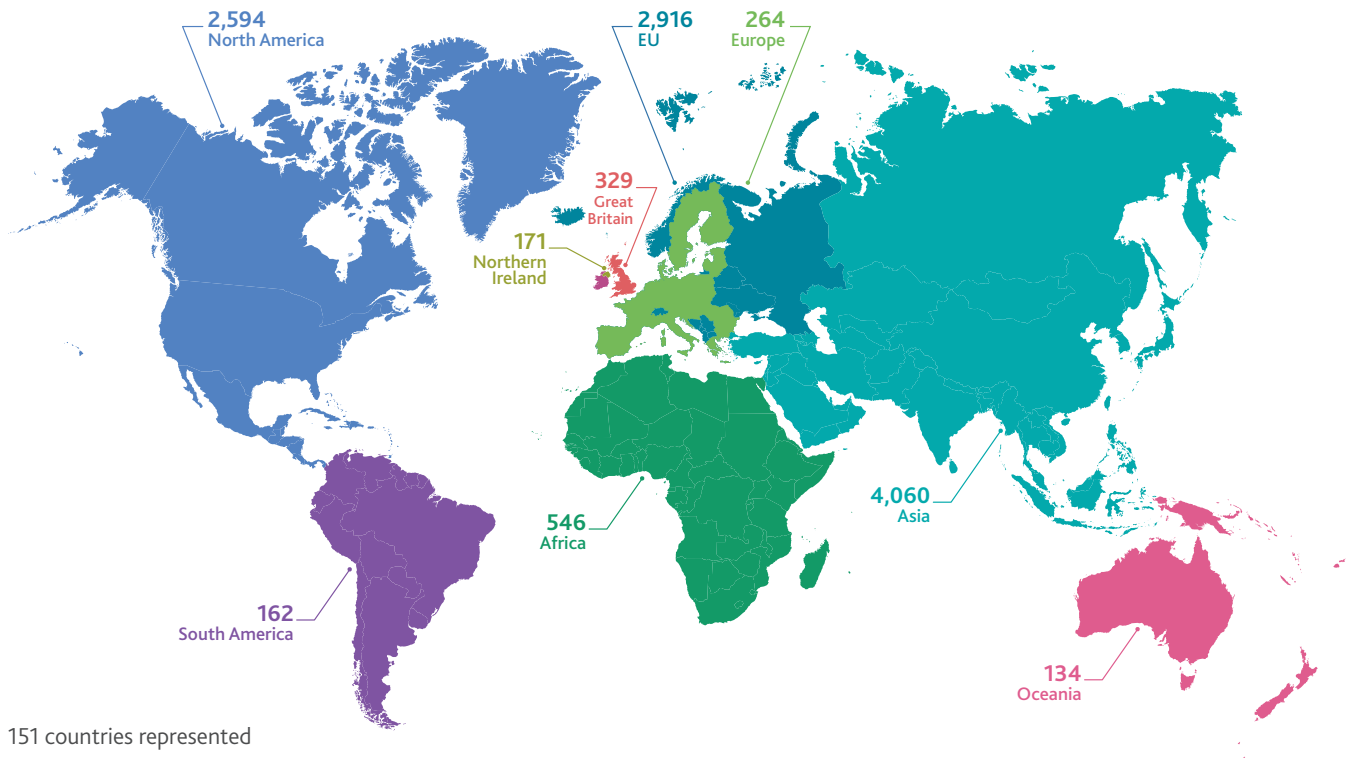 2,594
North America
2,916
EU
264
Europe
329
Great
Britain
171
Northern
Ireland
4,060
Asia
546
Africa
162
South America
134
Oceania
151 countries represented